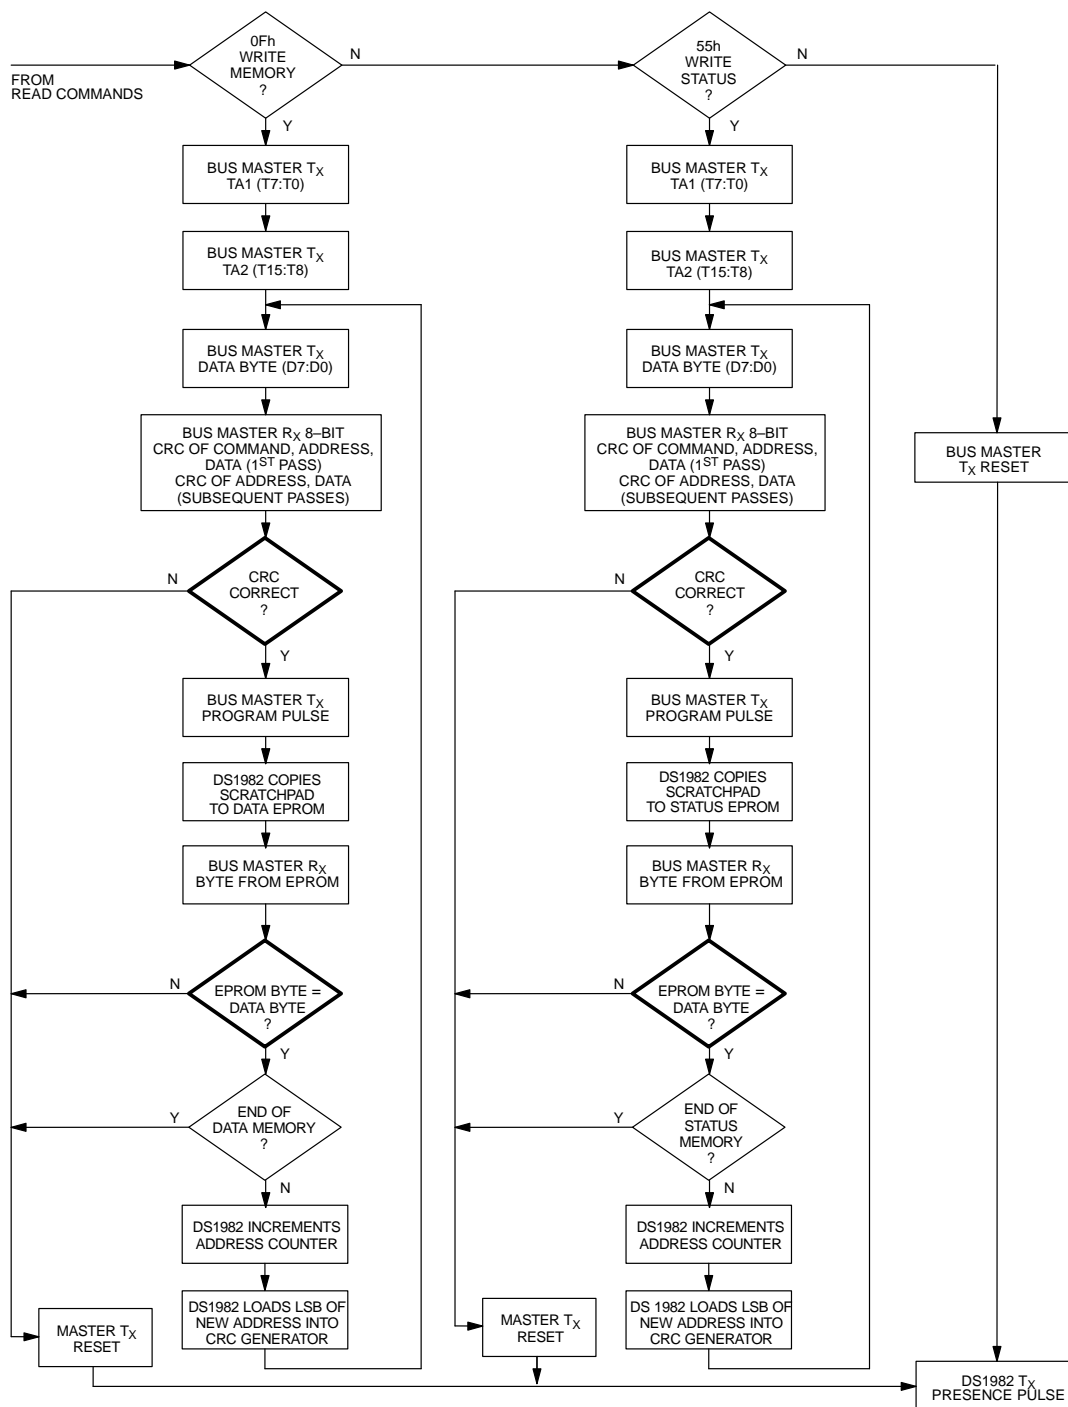 0Fh
WRITE
MEMORY
?
N
55h
WRITE
STATUS
?
N
FROM
READ COMMANDS
Y
Y
BUS MASTER TX
TA1 (T7:T0)
BUS MASTER TX
TA1 (T7:T0)
BUS MASTER TX
TA2 (T15:T8)
BUS MASTER TX
TA2 (T15:T8)
BUS MASTER TX
DATA BYTE (D7:D0)
BUS MASTER TX
DATA BYTE (D7:D0)
BUS MASTER RX 8–BIT
CRC OF COMMAND, ADDRESS,
DATA (1ST PASS)
CRC OF ADDRESS, DATA
(SUBSEQUENT PASSES)
BUS MASTER RX 8–BIT
CRC OF COMMAND, ADDRESS,
DATA (1ST PASS)
CRC OF ADDRESS, DATA
(SUBSEQUENT PASSES)
BUS MASTER
TX RESET
N
CRC
CORRECT
?
Y
N
CRC
CORRECT
?
Y
BUS MASTER TX
PROGRAM PULSE
BUS MASTER TX
PROGRAM PULSE
DS1982 COPIES
SCRATCHPAD
TO DATA EPROM
DS1982 COPIES
SCRATCHPAD
TO STATUS EPROM
BUS MASTER RX
BYTE FROM EPROM
BUS MASTER RX
BYTE FROM EPROM
N
EPROM BYTE =
DATA BYTE
?
Y
N
EPROM BYTE =
DATA BYTE
?
Y
Y
END OF
DATA MEMORY
?
N
Y
END OF
STATUS
MEMORY
?
N
DS1982 INCREMENTS
ADDRESS COUNTER
DS1982 INCREMENTS
ADDRESS COUNTER
MASTER TX
RESET
DS1982 LOADS LSB OF
NEW ADDRESS INTO
CRC GENERATOR
MASTER TX
RESET
DS 1982 LOADS LSB OF
NEW ADDRESS INTO
CRC GENERATOR
DS1982 TX
PRESENCE PULSE